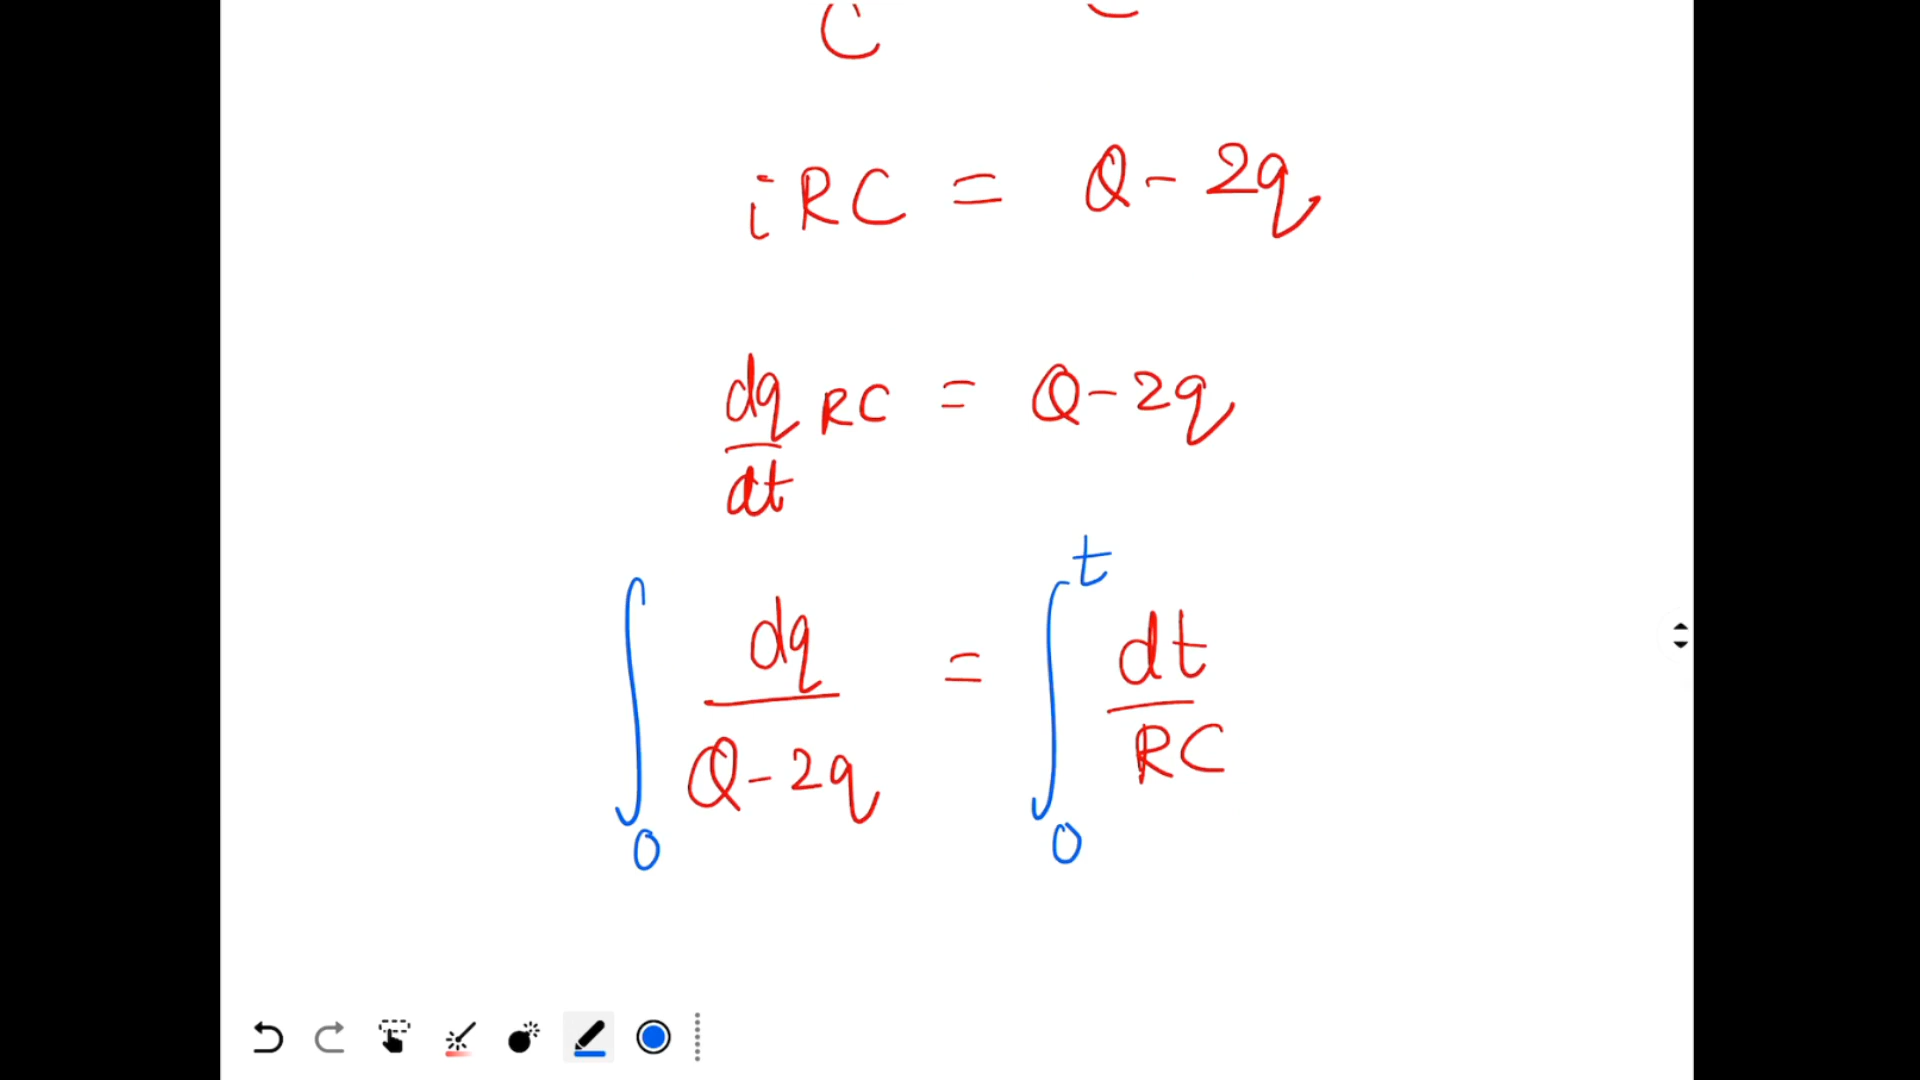 C
iRC = Q - 2q
dq/dt RC = Q - 2q
∫₀ dq/(Q - 2q) = ∫₀ᵗ dt/RC